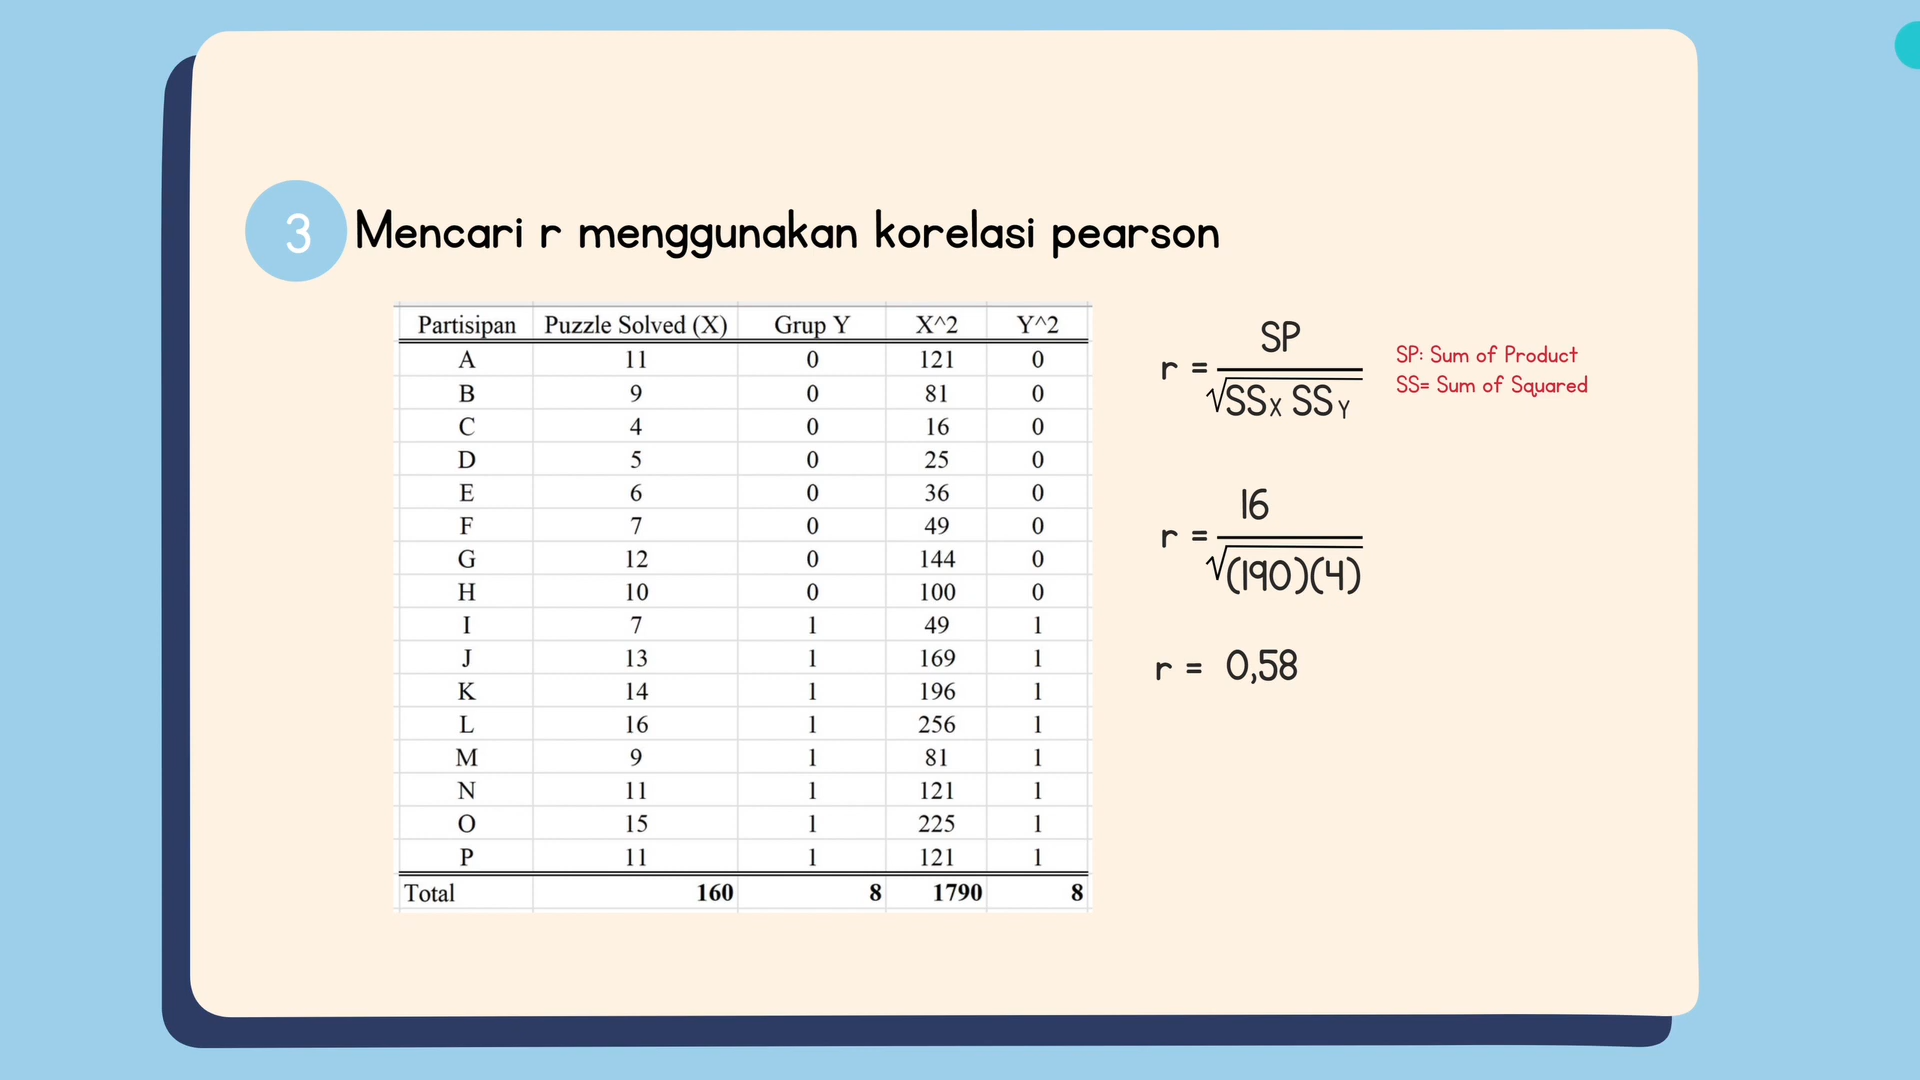 3 Mencari r menggunakan korelasi pearson
Partisipan Puzzle Solved (X) Grup Y X^2 Y^2
A 11 0 121 0
B 9 0 81 0
C 4 0 16 0
D 5 0 25 0
E 6 0 36 0
F 7 0 49 0
G 12 0 144 0
H 10 0 100 0
I 7 1 49 1
J 13 1 169 1
K 14 1 196 1
L 16 1 256 1
M 9 1 81 1
N 11 1 121 1
O 15 1 225 1
P 11 1 121 1
Total 160 8 1790 8
SP
r =
√SSX SSY
SP: Sum of Product
SS= Sum of Squared
16
r =
√(190)(4)
r = 0,58